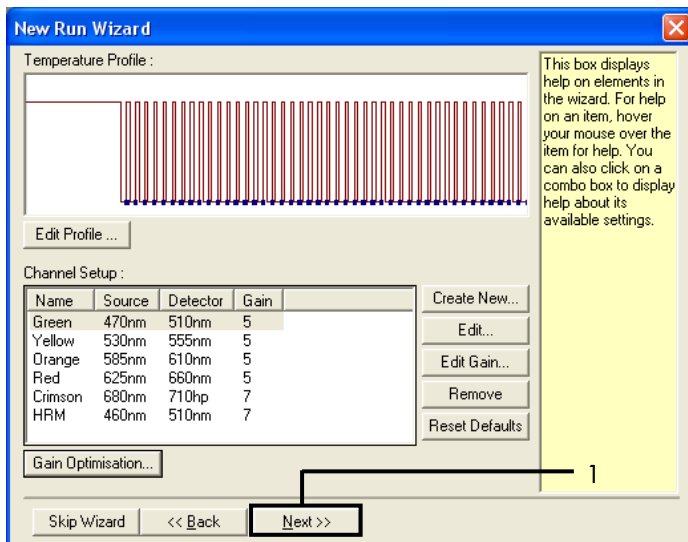 New Run Wizard
Temperature Profile :
This box displays
help on elements in
the wizard. For help
on an item, hover
your mouse over the
item for help. You
can also click on a
combo box to display
help about its
available settings.
Edit Profile ...
Channel Setup :
Name Source Detector Gain
Green 470nm 510nm 5
Yellow 530nm 555nm 5
Orange 585nm 610nm 5
Red 625nm 660nm 5
Crimson 680nm 710hp 7
HRM 460nm 510nm 7
Create New...
Edit...
Edit Gain...
Remove
Reset Defaults
Gain Optimisation...
1
Skip Wizard << Back Next >>